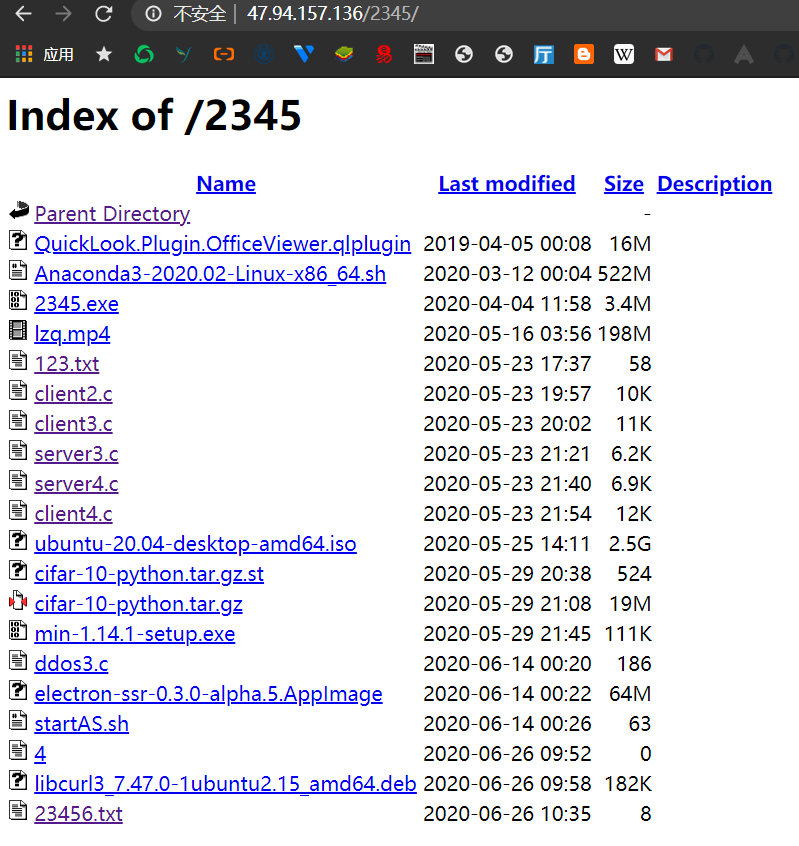 不安全 | 47.94.157.136/2345/
应用
Index of /2345
Name Last modified Size Description
Parent Directory -
QuickLook.Plugin.OfficeViewer.qlplugin 2019-04-05 00:08 16M
Anaconda3-2020.02-Linux-x86_64.sh 2020-03-12 00:04 522M
2345.exe 2020-04-04 11:58 3.4M
lzq.mp4 2020-05-16 03:56 198M
123.txt 2020-05-23 17:37 58
client2.c 2020-05-23 19:57 10K
client3.c 2020-05-23 20:02 11K
server3.c 2020-05-23 21:21 6.2K
server4.c 2020-05-23 21:40 6.9K
client4.c 2020-05-23 21:54 12K
ubuntu-20.04-desktop-amd64.iso 2020-05-25 14:11 2.5G
cifar-10-python.tar.gz.st 2020-05-29 20:38 524
cifar-10-python.tar.gz 2020-05-29 21:08 19M
min-1.14.1-setup.exe 2020-05-29 21:45 111K
ddos3.c 2020-06-14 00:20 186
electron-ssr-0.3.0-alpha.5.AppImage 2020-06-14 00:22 64M
startAS.sh 2020-06-14 00:26 63
4 2020-06-26 09:52 0
libcurl3_7.47.0-1ubuntu2.15_amd64.deb 2020-06-26 09:58 182K
23456.txt 2020-06-26 10:35 8